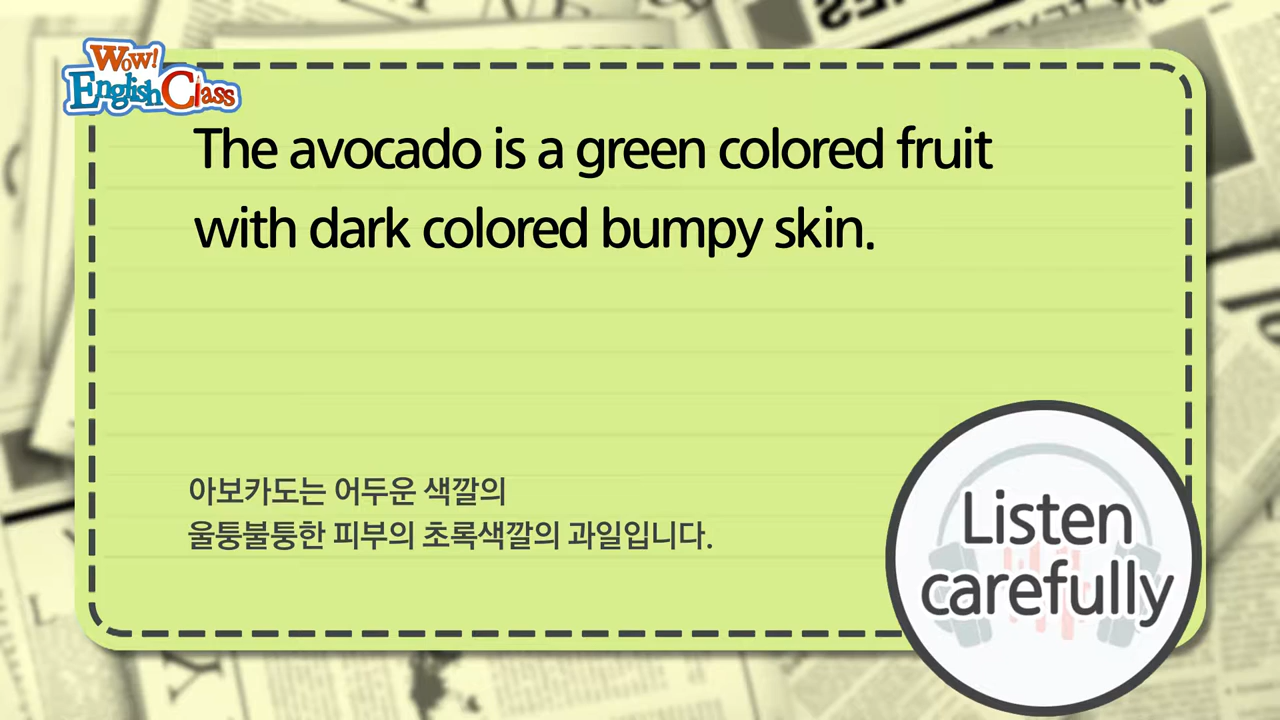 Wow!
English Class
The avocado is a green colored fruit
with dark colored bumpy skin.
아보카도는 어두운 색깔의
울퉁불퉁한 피부의 초록색깔의 과일입니다.
Listen
carefully